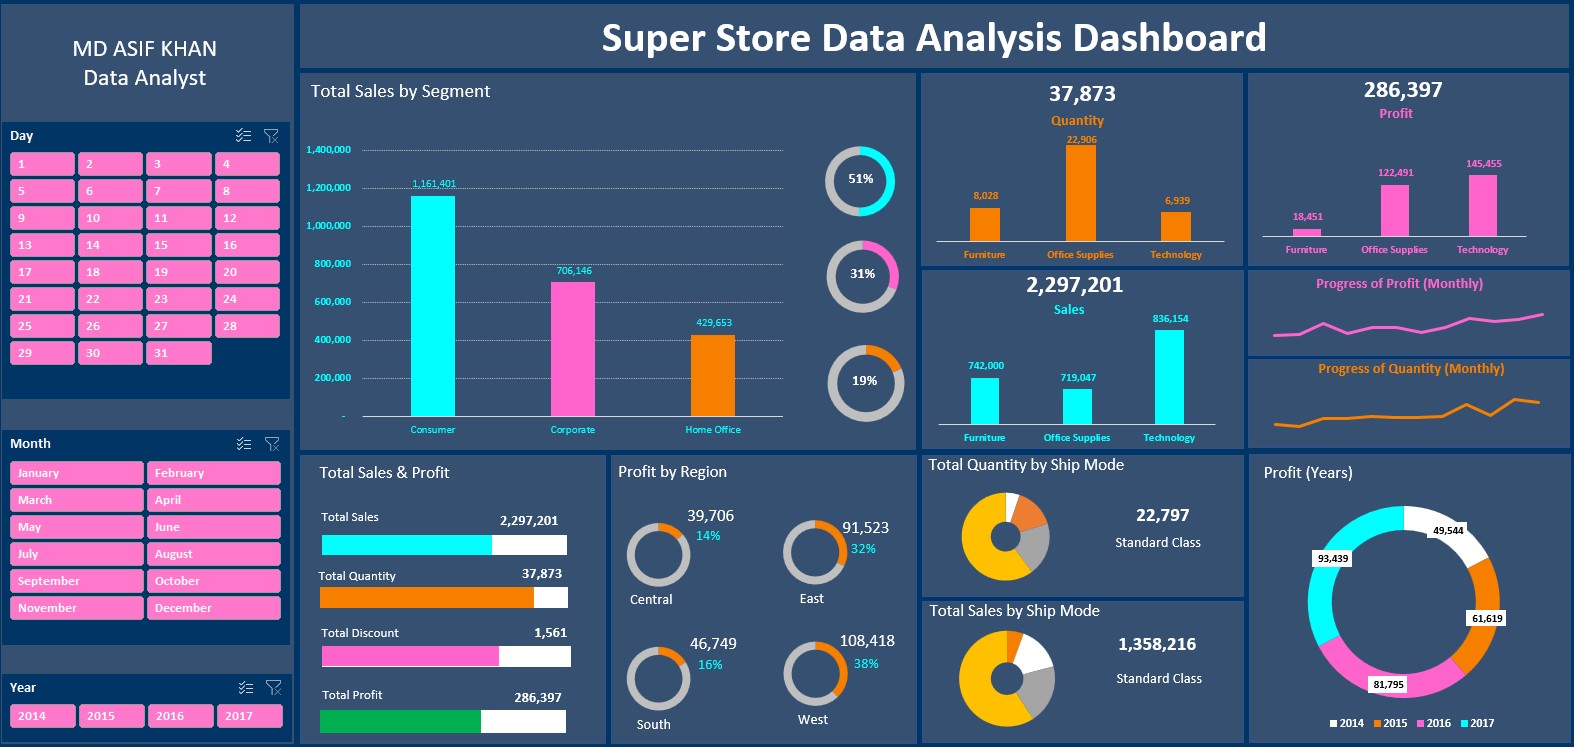 MD ASIF KHAN
Data Analyst
Super Store Data Analysis Dashboard
Day
1 2 3 4
5 6 7 8
9 10 11 12
13 14 15 16
17 18 19 20
21 22 23 24
25 26 27 28
29 30 31
Month
January February
March April
May June
July August
September October
November December
Year
2014 2015 2016 2017
Total Sales by Segment
1,400,000
1,200,000
1,000,000
800,000
600,000
400,000
200,000
-
1,161,401
706,146
429,653
Consumer Corporate Home Office
51%
31%
19%
37,873
Quantity
22,906
8,028
6,939
Furniture Office Supplies Technology
286,397
Profit
145,455
122,491
18,451
Furniture Office Supplies Technology
2,297,201
Sales
836,154
742,000
719,047
Furniture Office Supplies Technology
Progress of Profit (Monthly)
Progress of Quantity (Monthly)
Total Sales & Profit
Total Sales 2,297,201
Total Quantity 37,873
Total Discount 1,561
Total Profit 286,397
Profit by Region
39,706
14%
Central
91,523
32%
East
46,749
16%
South
108,418
38%
West
Total Quantity by Ship Mode
22,797
Standard Class
Total Sales by Ship Mode
1,358,216
Standard Class
Profit (Years)
49,544
93,439
61,619
81,795
2014 2015 2016 2017